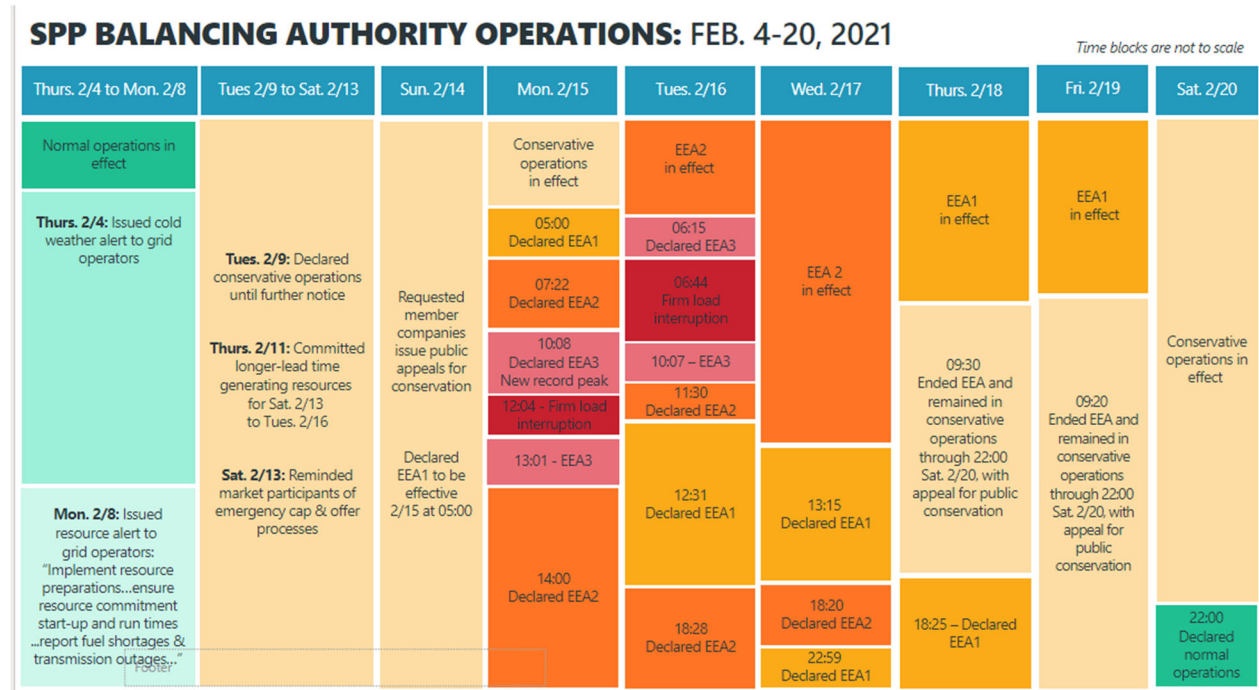 SPP BALANCING AUTHORITY OPERATIONS: FEB. 4-20, 2021
Time blocks are not to scale
Thurs. 2/4 to Mon. 2/8
Tues 2/9 to Sat. 2/13
Sun. 2/14
Mon. 2/15
Tues. 2/16
Wed. 2/17
Thurs. 2/18
Fri. 2/19
Sat. 2/20
Normal operations in
effect
Thurs. 2/4: Issued cold
weather alert to grid
operators
Mon. 2/8: Issued
resource alert to
grid operators:
"Implement resource
preparations...ensure
resource commitment
start-up and run times
...report fuel shortages &
transmission outages..."
Footer
Tues. 2/9: Declared
conservative operations
until further notice
Thurs. 2/11: Committed
longer-lead time
generating resources
for Sat. 2/13
to Tues. 2/16
Sat. 2/13: Reminded
market participants of
emergency cap & offer
processes
Requested
member
companies
issue public
appeals for
conservation
Declared
EEA1 to be
effective
2/15 at 05:00
Conservative
operations
in effect
05:00
Declared EEA1
07:22
Declared EEA2
10:08
Declared EEA3
New record peak
12:04 - Firm load
interruption
13:01 - EEA3
14:00
Declared EEA2
EEA2
in effect
06:15
Declared EEA3
06:44
Firm load
interruption
10:07 – EEA3
11:30
Declared EEA2
12:31
Declared EEA1
18:28
Declared EEA2
EEA 2
in effect
13:15
Declared EEA1
18:20
Declared EEA2
22:59
Declared EEA1
EEA1
in effect
09:30
Ended EEA and
remained in
conservative
operations
through 22:00
Sat. 2/20, with
appeal for public
conservation
18:25 – Declared
EEA1
EEA1
in effect
09:20
Ended EEA and
remained in
conservative
operations
through 22:00
Sat. 2/20, with
appeal for
public
conservation
Conservative
operations in
effect
22:00
Declared
normal
operations